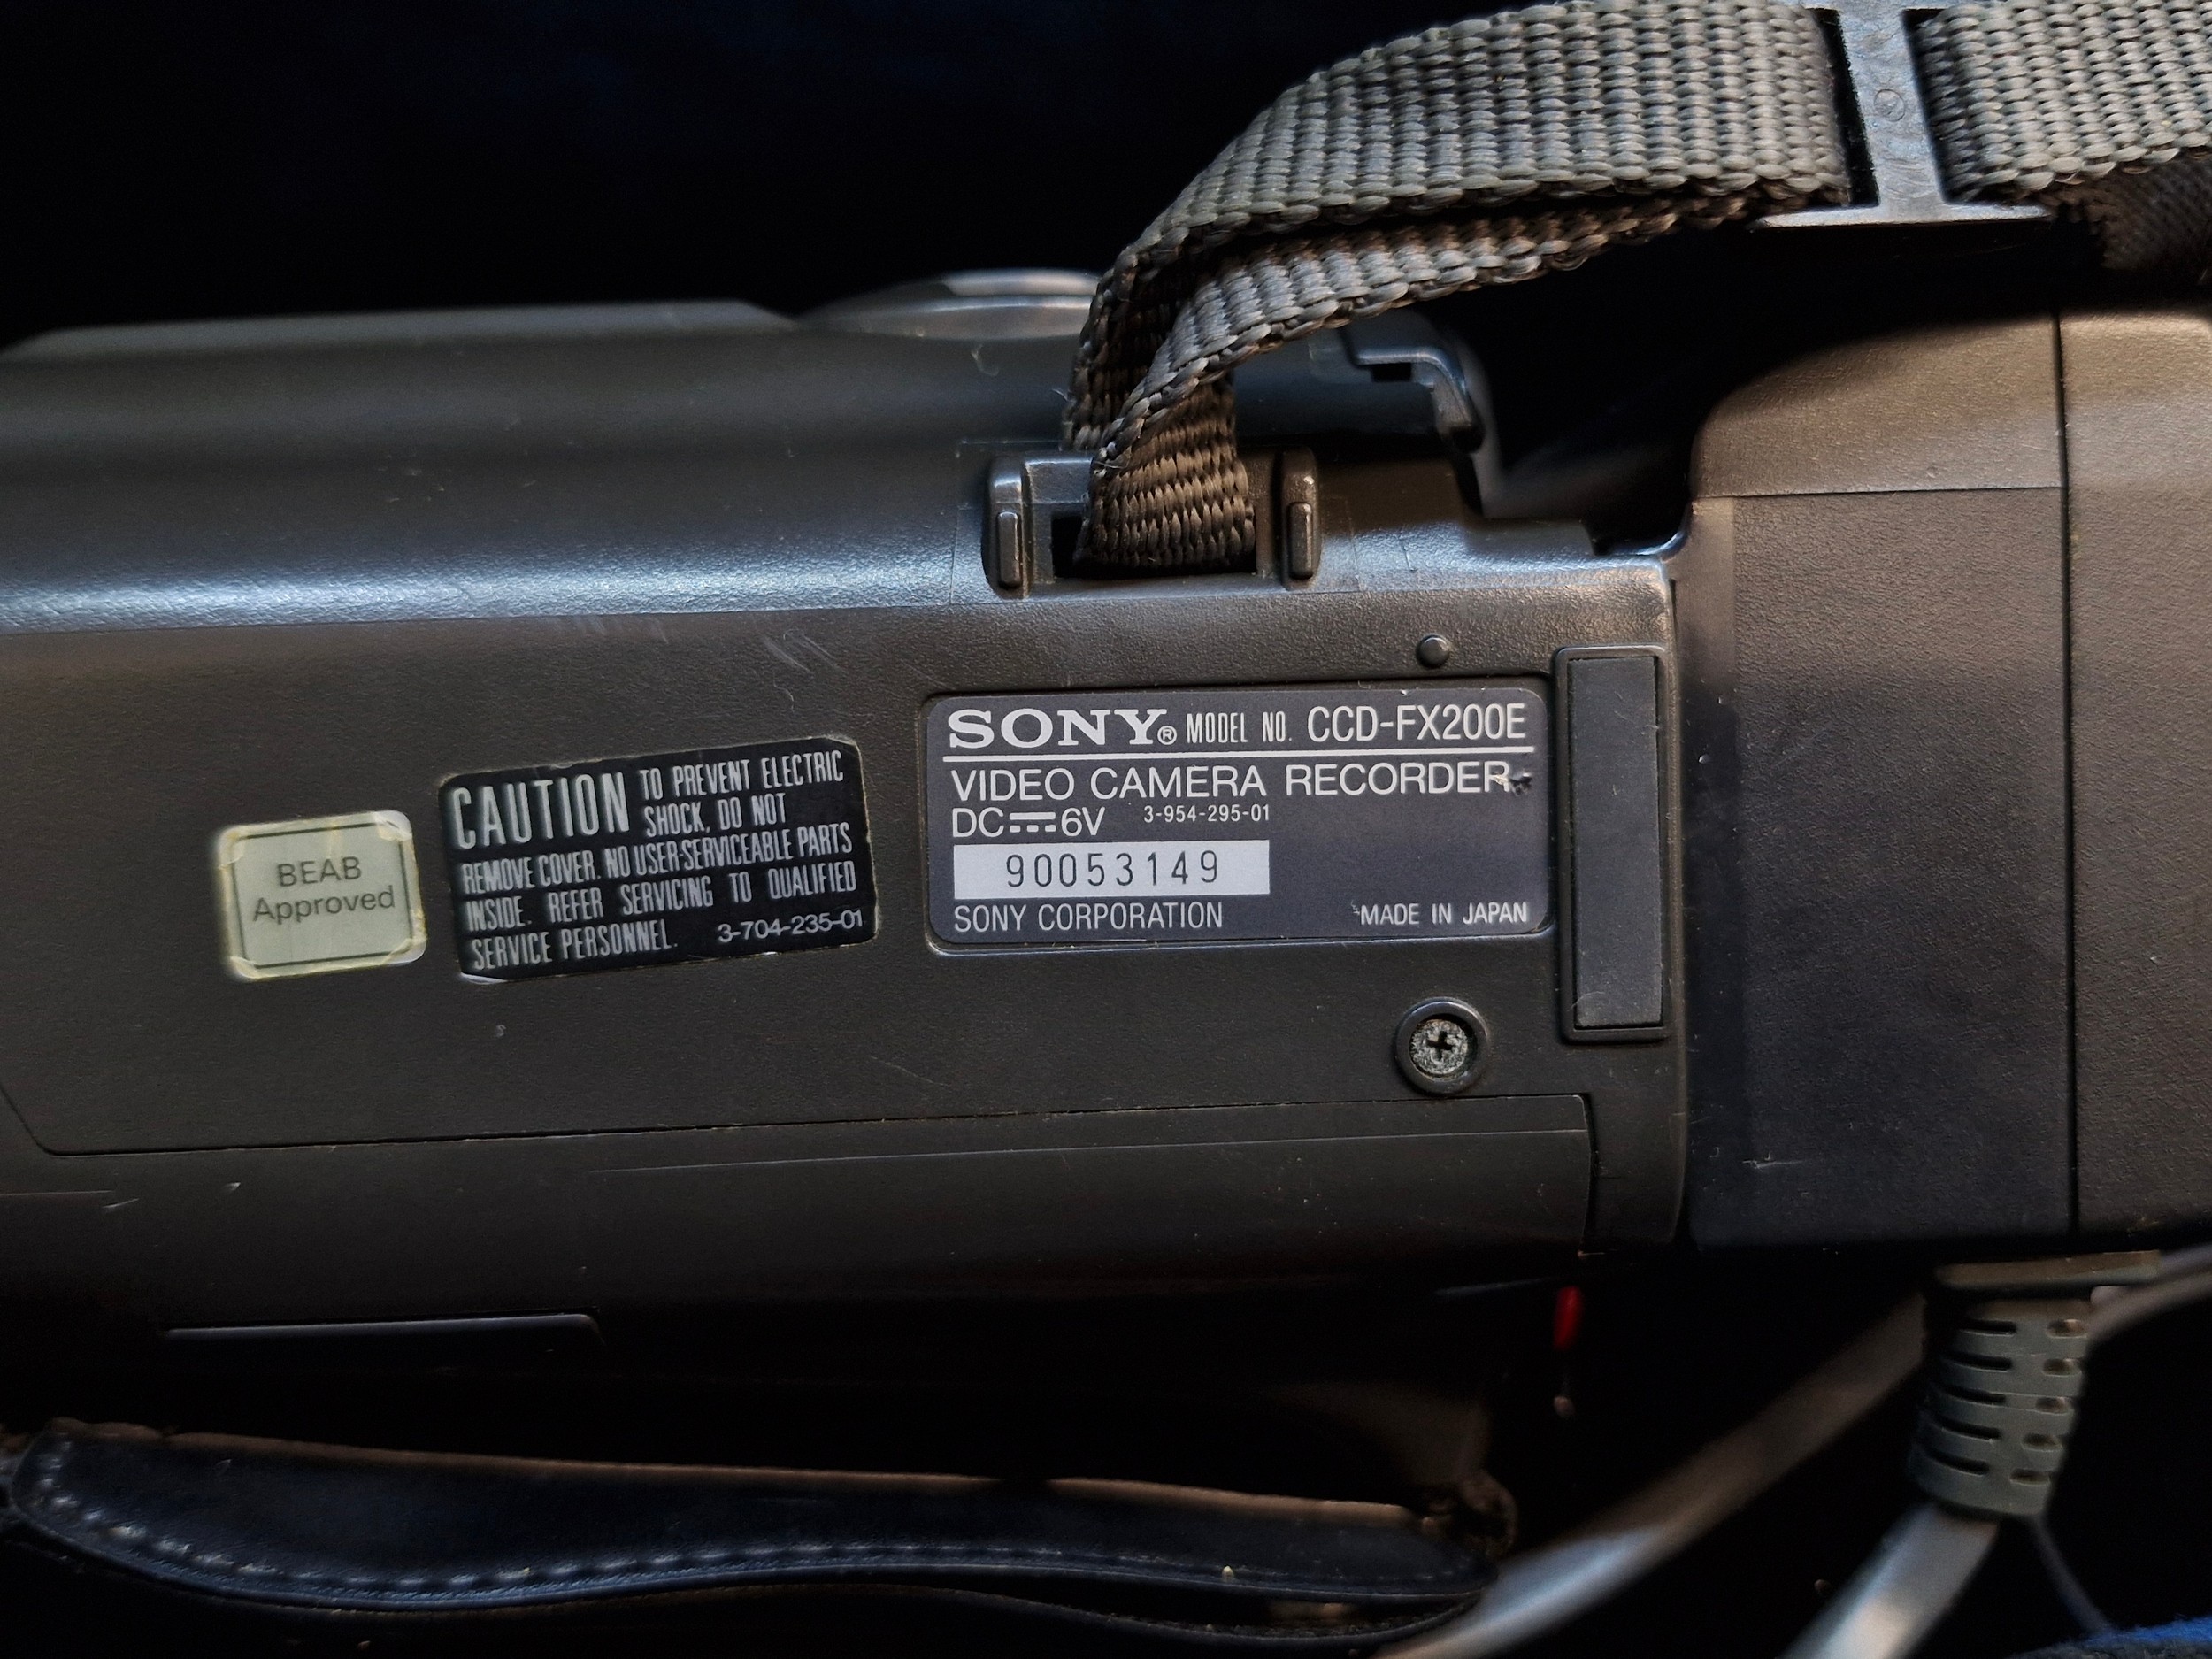 SONY® MODEL NO. CCD-FX200E
VIDEO CAMERA RECORDER
DC 6V 3-954-295-01
90053149
SONY CORPORATION MADE IN JAPAN
CAUTION TO PREVENT ELECTRIC
SHOCK, DO NOT
REMOVE COVER. NO USER-SERVICEABLE PARTS
INSIDE. REFER SERVICING TO QUALIFIED
SERVICE PERSONNEL. 3-704-235-01
BEAB
Approved